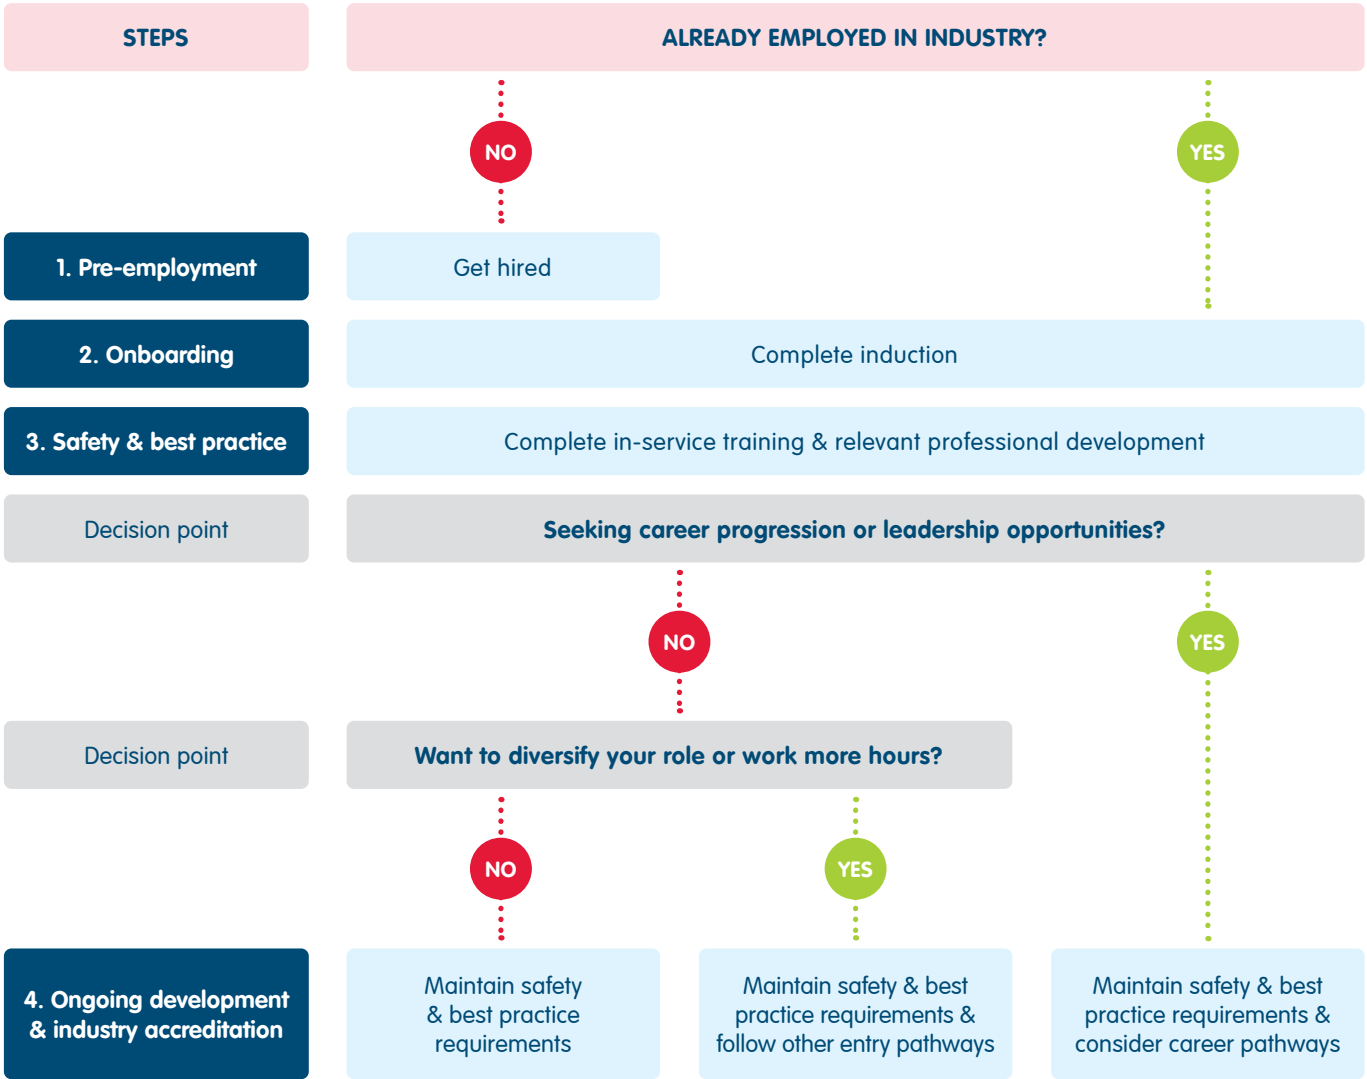 STEPS
ALREADY EMPLOYED IN INDUSTRY?
NO
YES
1. Pre-employment
Get hired
2. Onboarding
Complete induction
3. Safety & best practice
Complete in-service training & relevant professional development
Decision point
Seeking career progression or leadership opportunities?
NO
YES
Decision point
Want to diversify your role or work more hours?
NO
YES
4. Ongoing development
& industry accreditation
Maintain safety
& best practice
requirements
Maintain safety & best
practice requirements &
follow other entry pathways
Maintain safety & best
practice requirements &
consider career pathways